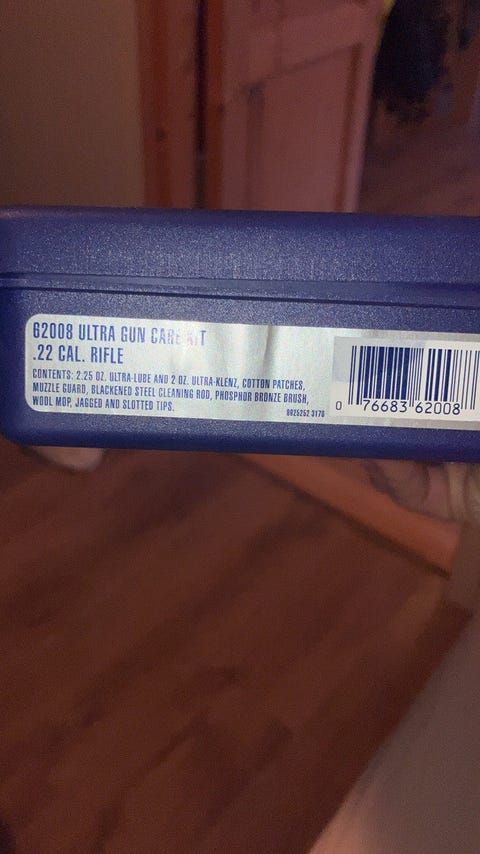 62008 ULTRA GUN CARE KIT
.22 CAL. RIFLE
CONTENTS: 2.25 OZ. ULTRA-LUBE AND 2 OZ. ULTRA-KLENZ, COTTON PATCHES,
MUZZLE GUARD, BLACKENED STEEL CLEANING ROD, PHOSPHOR BRONZE BRUSH,
WOOL MOP, JAGGED AND SLOTTED TIPS.
8825252 3170
0 76683 62008